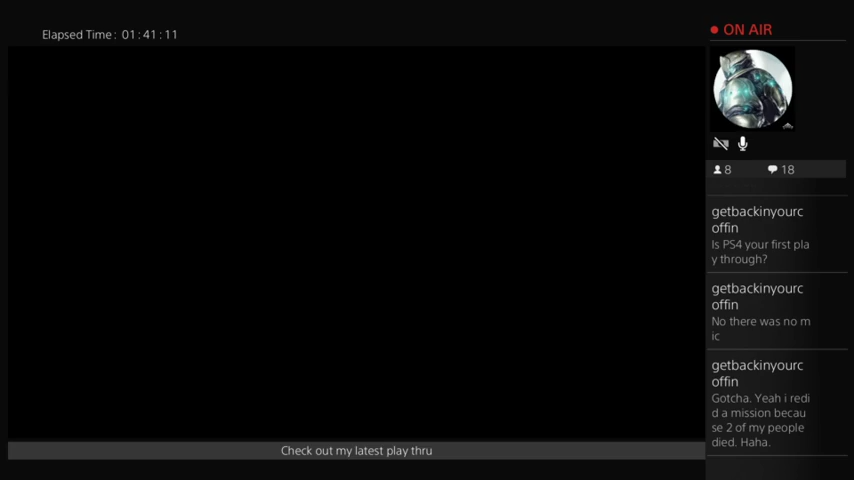 Elapsed Time: 01:41:11
ON AIR
8
18
getbackinyourc
offin
Is PS4 your first pla
y through?
getbackinyourc
offin
No there was no m
ic
getbackinyourc
offin
Gotcha. Yeah i redi
d a mission becau
se 2 of my people
died. Haha.
Check out my latest play thru